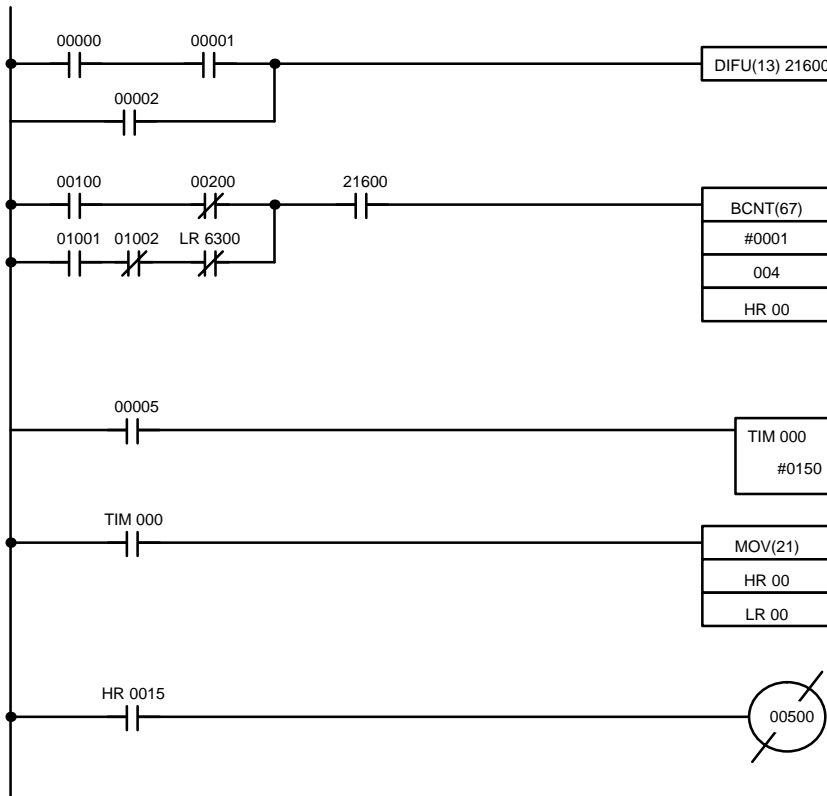 00000 00001
DIFU(13) 21600
00002
00100 00200 21600
BCNT(67)
01001 01002 LR 6300
#0001
004
HR 00
00005
TIM 000
#0150
TIM 000
MOV(21)
HR 00
LR 00
HR 0015
00500